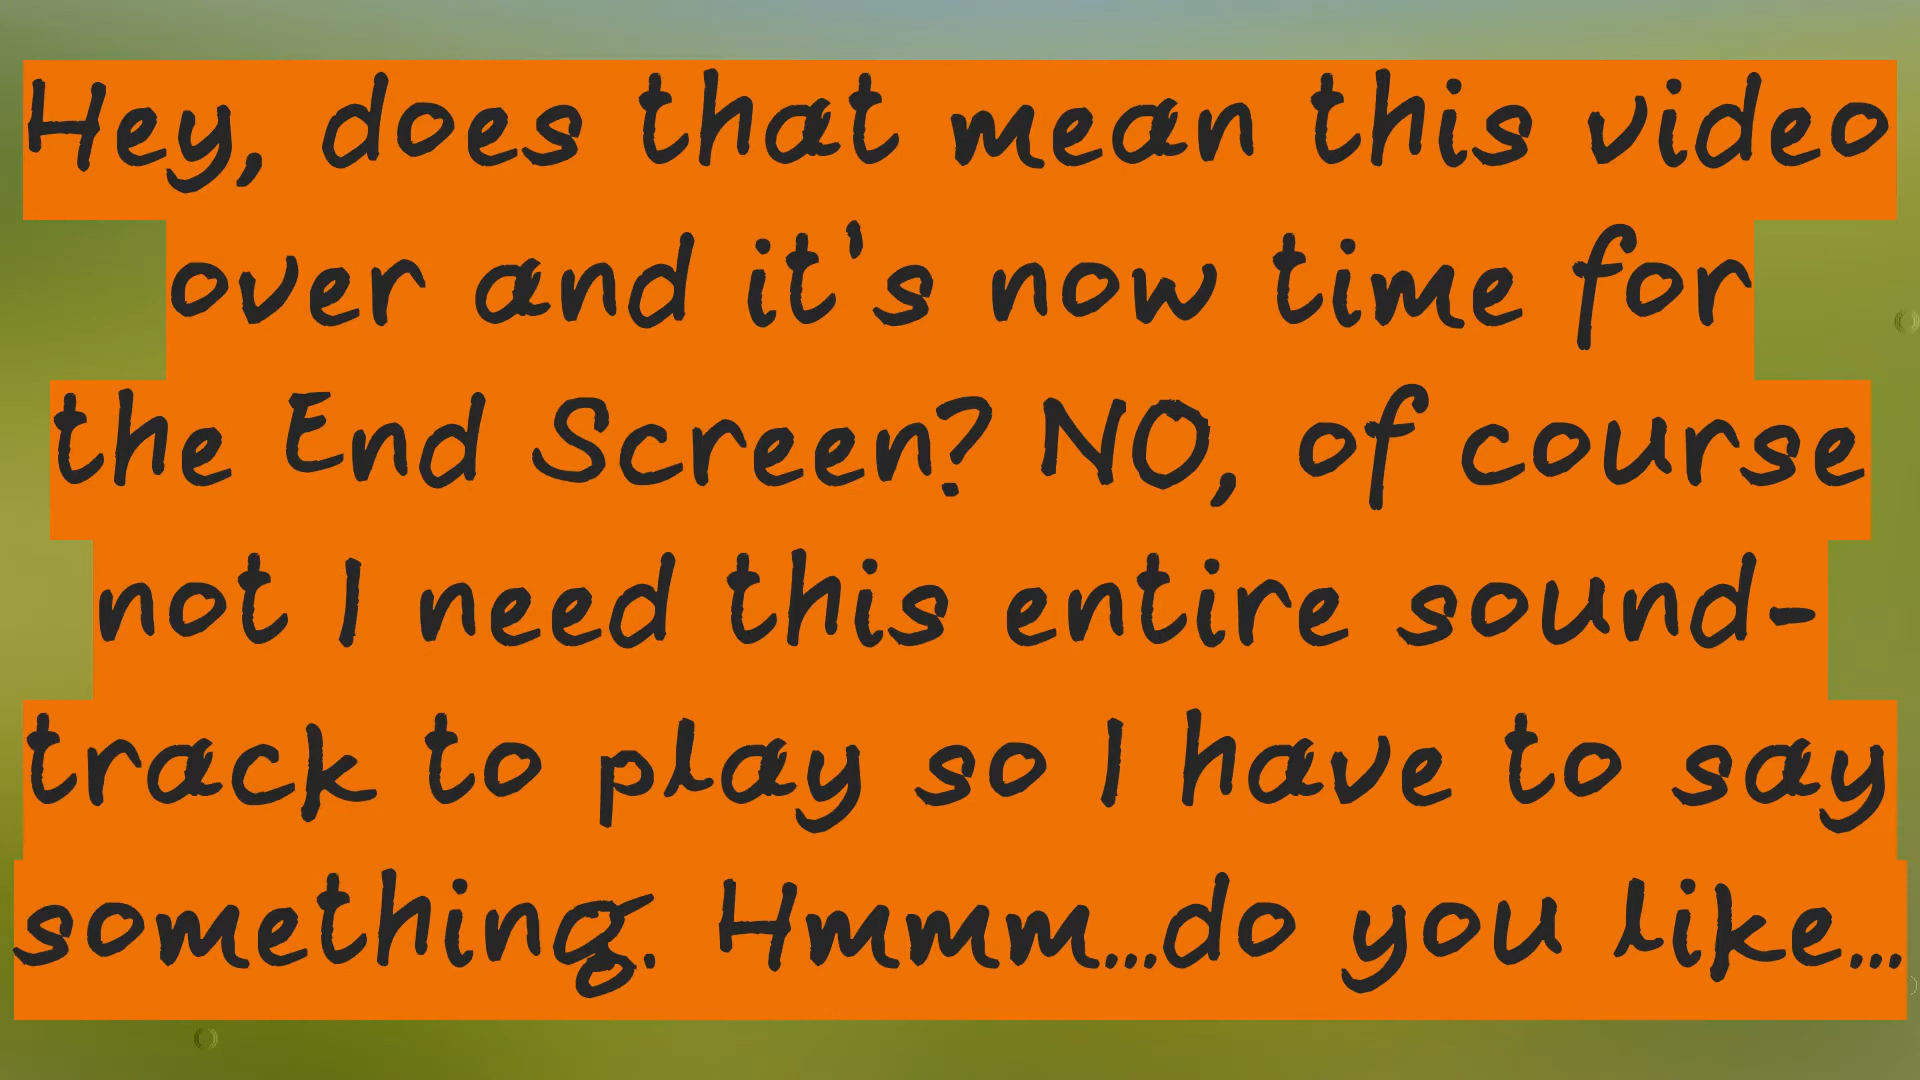 Hey, does that mean this video
over and it's now time for
the End Screen? NO, of course
not I need this entire sound-
track to play so I have to say
something. Hmmm...do you like...